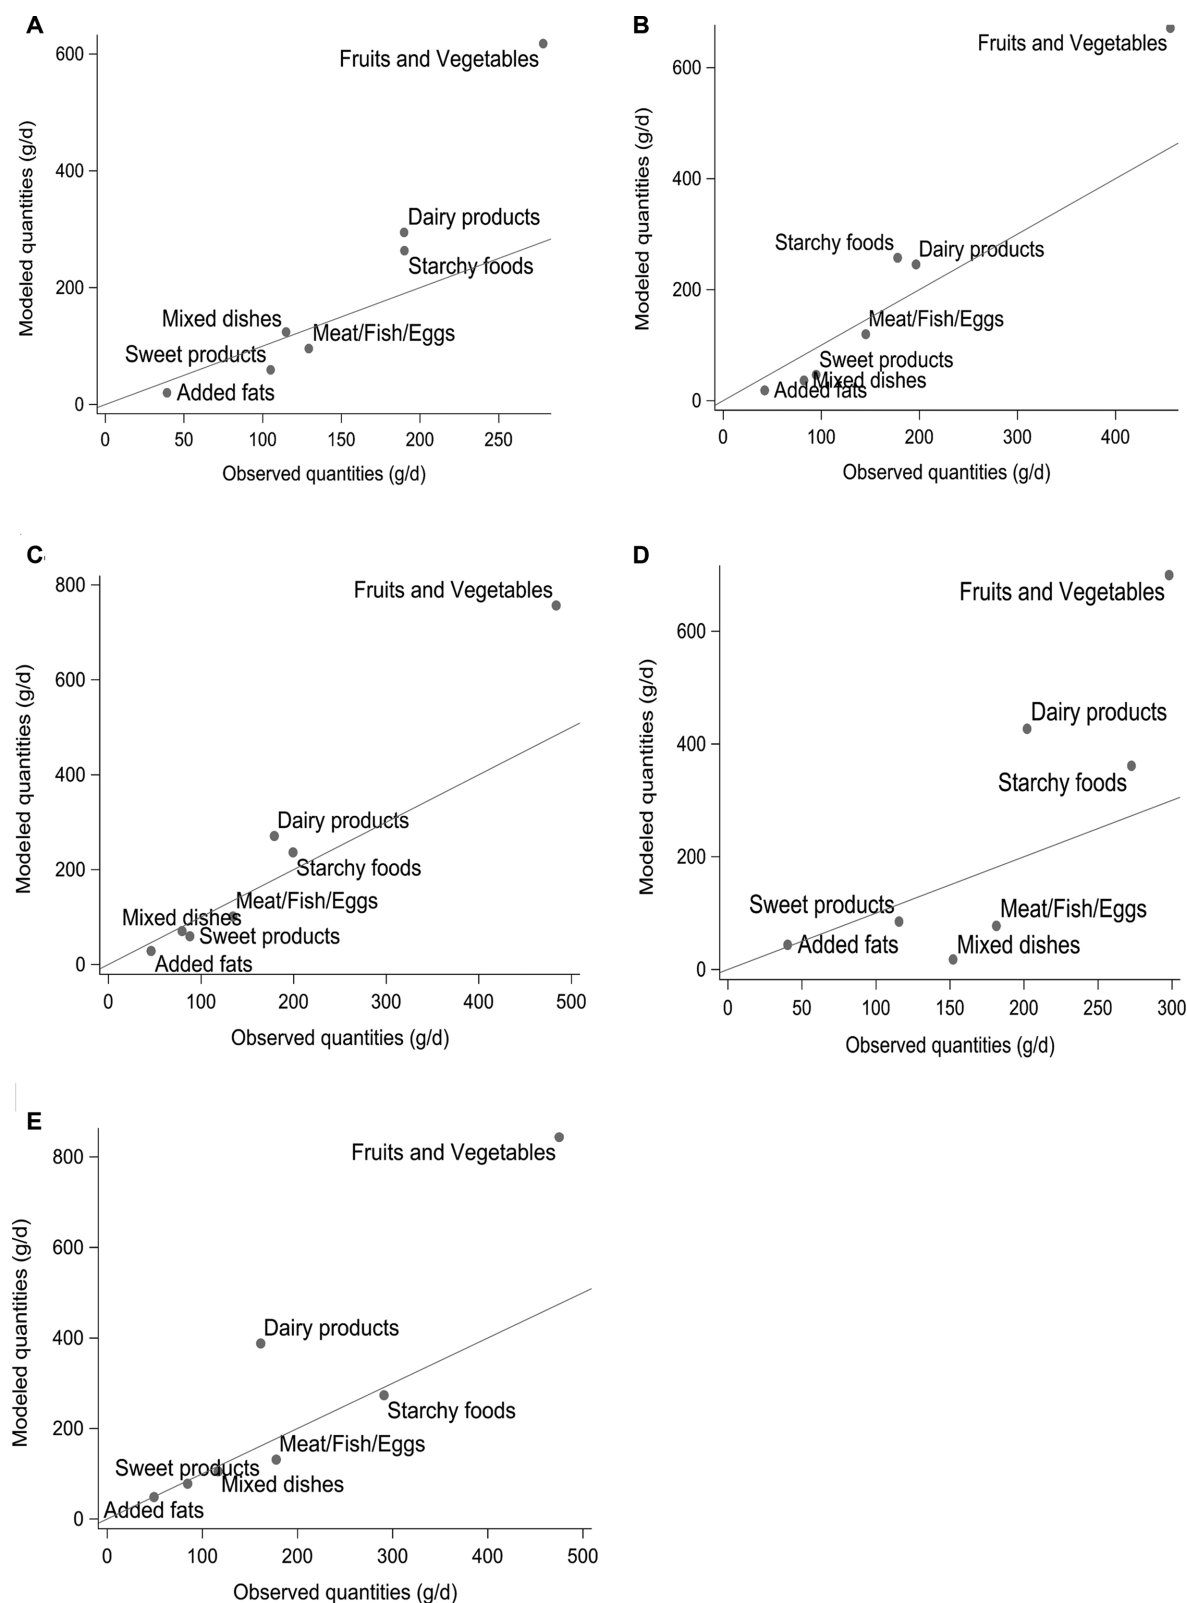 A
Modeled quantities (g/d)
600
400
200
0
Fruits and Vegetables
Dairy products
Starchy foods
Mixed dishes
Meat/Fish/Eggs
Sweet products
Added fats
0 50 100 150 200 250
Observed quantities (g/d)
B
Modeled quantities (g/d)
600
400
200
0
Fruits and Vegetables
Starchy foods
Dairy products
Meat/Fish/Eggs
Sweet products
Mixed dishes
Added fats
0 100 200 300 400
Observed quantities (g/d)
C
Modeled quantities (g/d)
800
600
400
200
0
Fruits and Vegetables
Dairy products
Starchy foods
Meat/Fish/Eggs
Mixed dishes
Sweet products
Added fats
0 100 200 300 400 500
Observed quantities (g/d)
D
Modeled quantities (g/d)
600
400
200
0
Fruits and Vegetables
Dairy products
Starchy foods
Sweet products
Meat/Fish/Eggs
Added fats
Mixed dishes
0 50 100 150 200 250 300
Observed quantities (g/d)
E
Modeled quantities (g/d)
800
600
400
200
0
Fruits and Vegetables
Dairy products
Starchy foods
Meat/Fish/Eggs
Sweet products
Mixed dishes
Added fats
0 100 200 300 400 500
Observed quantities (g/d)